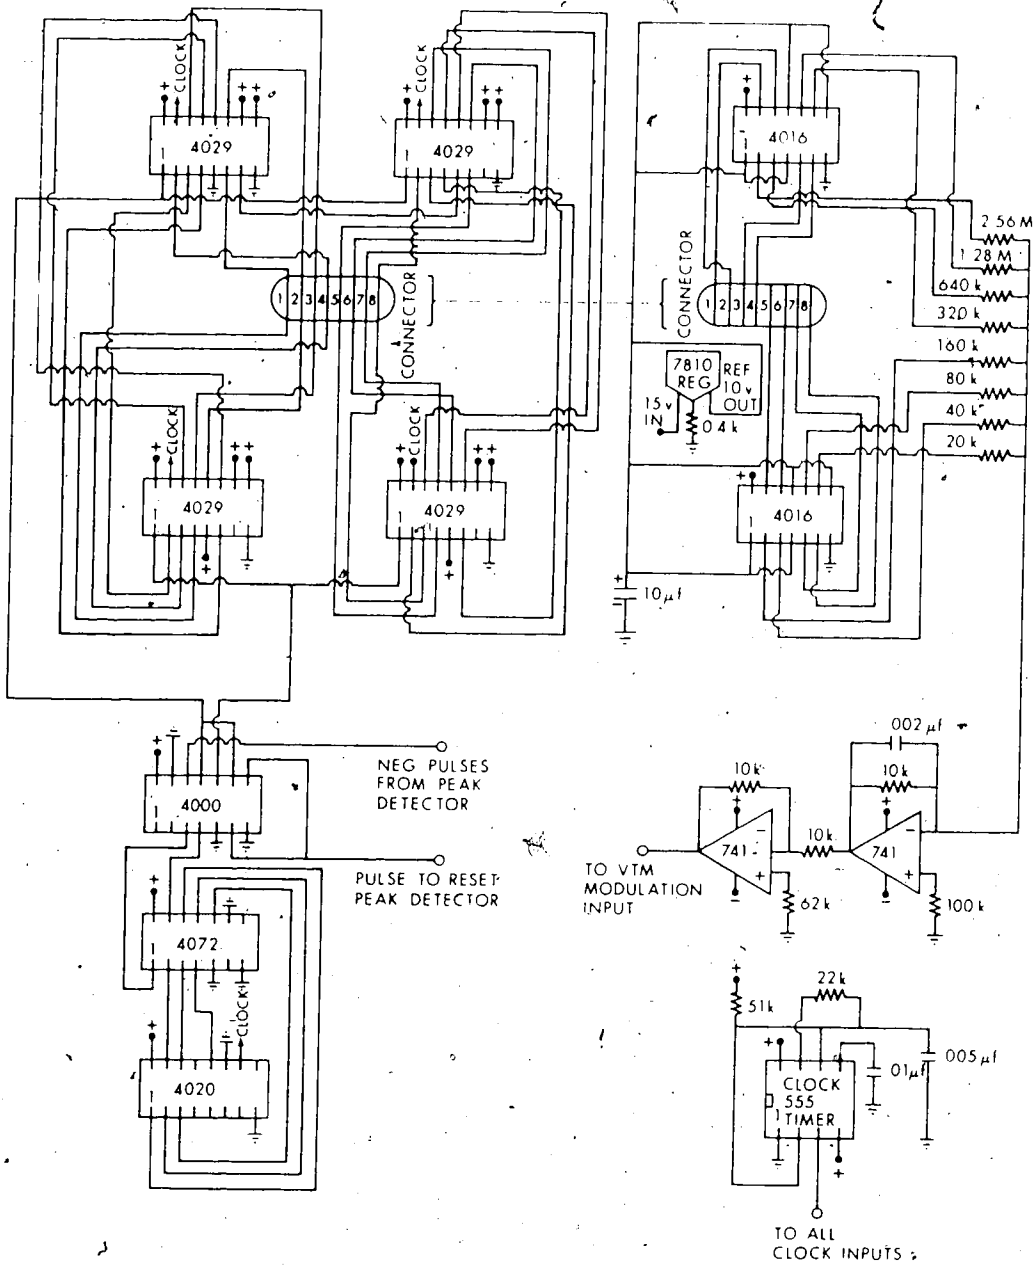 CLOCK
CLOCK
4029
4029
4016
2.56 M
1.28 M
640 k
320 k
160 k
80 k
40 k
20 k
CONNECTOR
1 2 3 4 5 6 7 8
CONNECTOR
1 2 3 4 5 6 7 8
7810
REG
REF
10 v
OUT
15 v
IN
0.4 k
CLOCK
CLOCK
4029
4029
4016
10 µf
NEG PULSES
FROM PEAK
DETECTOR
4000
PULSE TO RESET
PEAK DETECTOR
4072
CLOCK
4020
.002 µf
10 k
10 k
10 k
741
741
TO VTM
MODULATION
INPUT
62 k
100 k
51 k
22 k
.01 µf
.005 µf
CLOCK
555
TIMER
TO ALL
CLOCK INPUTS